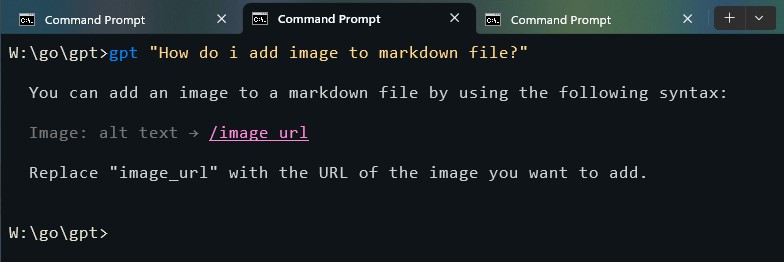 Command Prompt
Command Prompt
Command Prompt
W:\go\gpt>gpt "How do i add image to markdown file?"
You can add an image to a markdown file by using the following syntax:
Image: alt text → /image_url
Replace "image_url" with the URL of the image you want to add.
W:\go\gpt>